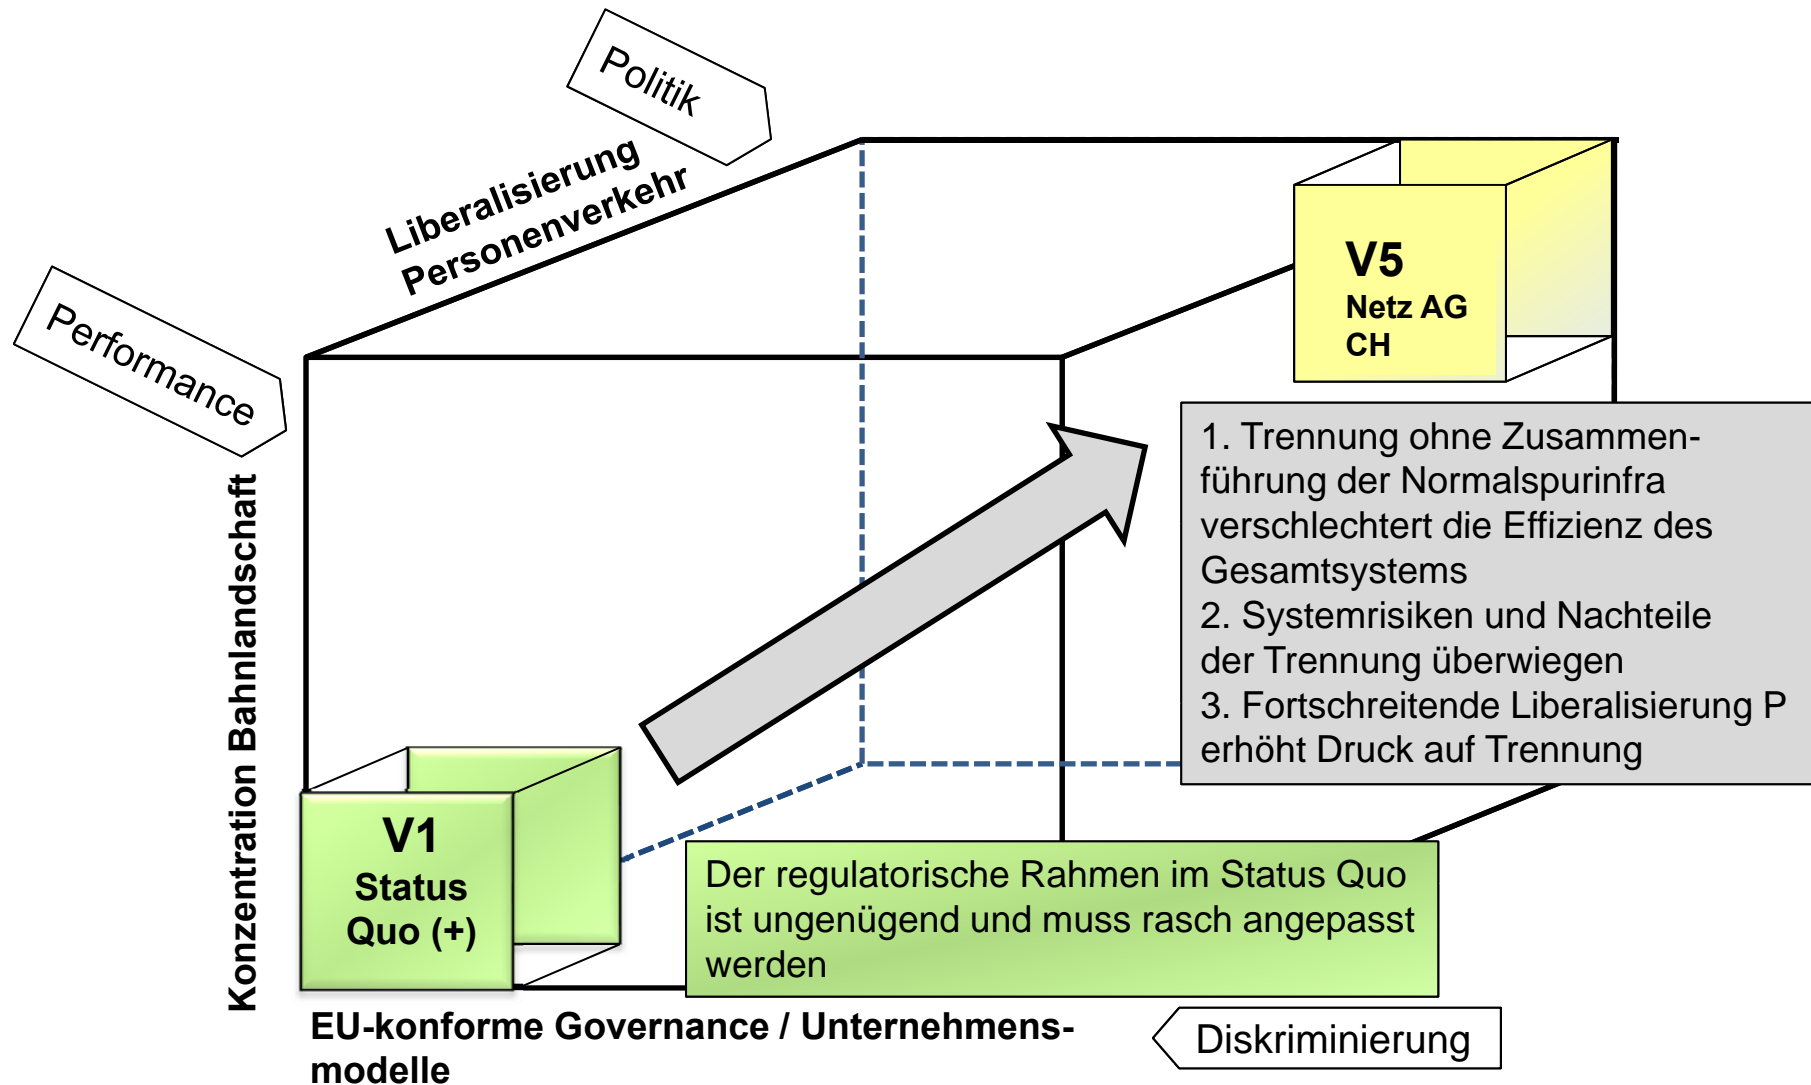 Politik
Liberalisierung
Personenverkehr
Performance
Konzentration Bahnlandschaft
V5
Netz AG
CH
1. Trennung ohne Zusammen-
führung der Normalspurinfra
verschlechtert die Effizienz des
Gesamtsystems
2. Systemrisiken und Nachteile
der Trennung überwiegen
3. Fortschreitende Liberalisierung P
erhöht Druck auf Trennung
V1
Status
Quo (+)
Der regulatorische Rahmen im Status Quo
ist ungenügend und muss rasch angepasst
werden
EU-konforme Governance / Unternehmens-
modelle
Diskriminierung